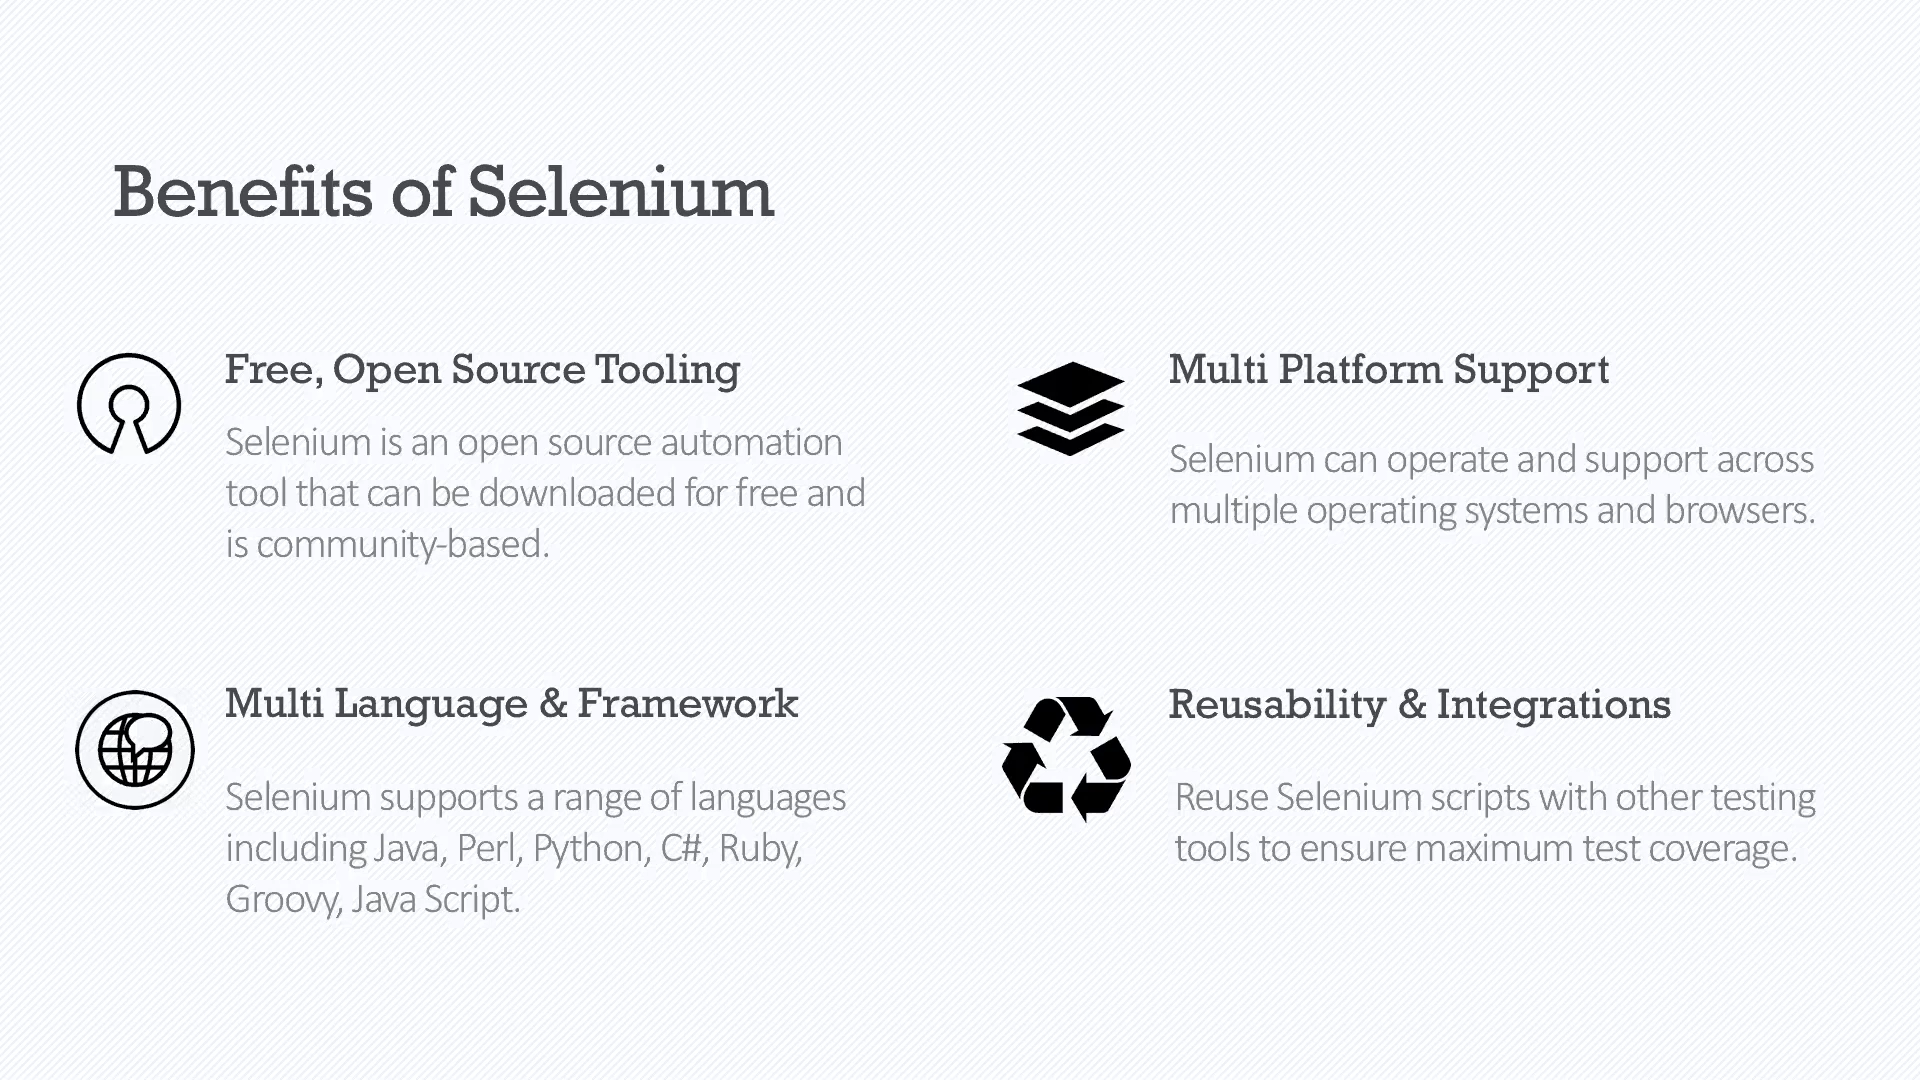 Benefits of Selenium
Free, Open Source Tooling
Selenium is an open source automation
tool that can be downloaded for free and
is community-based.
Multi Platform Support
Selenium can operate and support across
multiple operating systems and browsers.
Multi Language & Framework
Selenium supports a range of languages
including Java, Perl, Python, C#, Ruby,
Groovy, Java Script.
Reusability & Integrations
Reuse Selenium scripts with other testing
tools to ensure maximum test coverage.